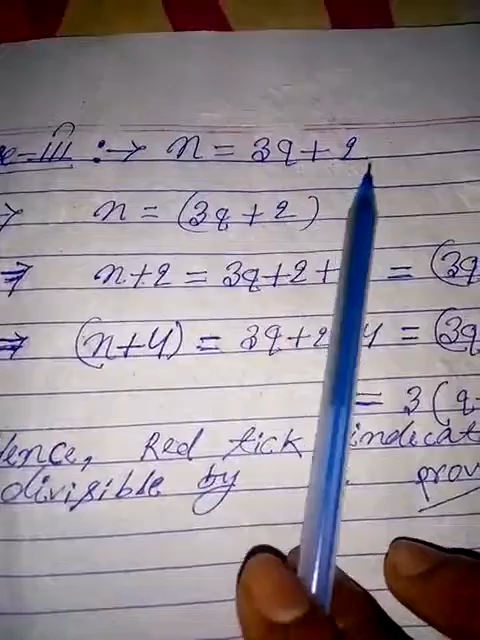 e-III :→ n = 3q+2
⇒ n = (3q+2)
⇒ n+2 = 3q+2+ = (3q
⇒ (n+4) = 3q+2 4 = (3q
= 3(q
ence, Red tick indicat
divisible by prov